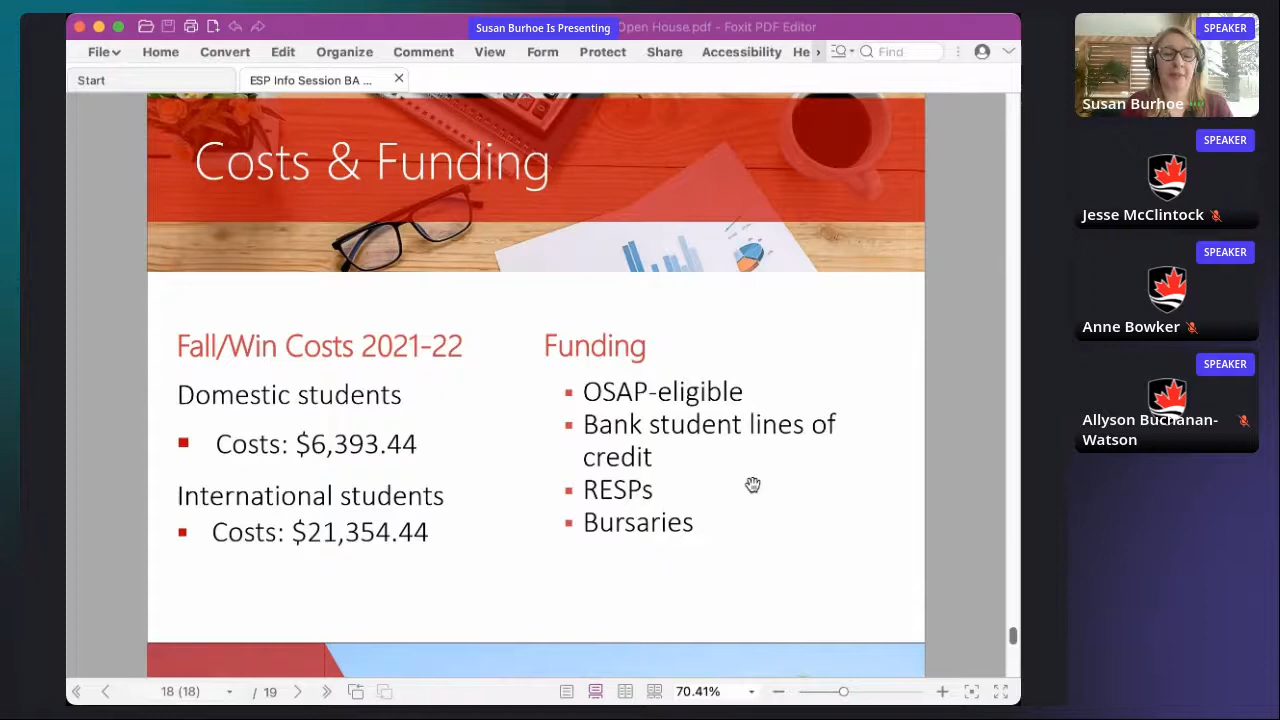 Susan Burhoe Is Presenting
Open House.pdf - Foxit PDF Editor
File Home Convert Edit Organize Comment View Form Protect Share Accessibility He Find
Start
ESP Info Session BA ...
Costs & Funding
Fall/Win Costs 2021-22
Domestic students
▪ Costs: $6,393.44
International students
▪ Costs: $21,354.44
Funding
▪ OSAP-eligible
▪ Bank student lines of
credit
▪ RESPs
▪ Bursaries
18 (18) / 19
70.41%
SPEAKER
Susan Burhoe
SPEAKER
Jesse McClintock
SPEAKER
Anne Bowker
SPEAKER
Allyson Buchanan-
Watson